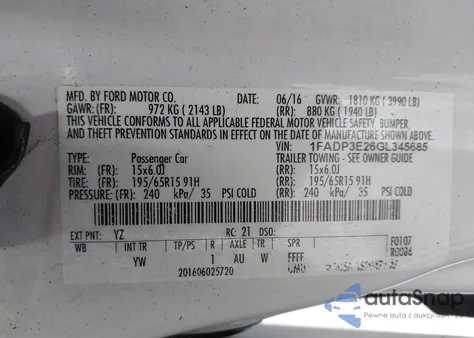 MFD. BY FORD MOTOR CO. DATE: 06/16 GVWR: 1810 KG ( 3990 LB)
GAWR: (FR): 972 KG ( 2143 LB) (RR): 880 KG ( 1940 LB)
THIS VEHICLE CONFORMS TO ALL APPLICABLE FEDERAL MOTOR VEHICLE SAFETY, BUMPER,
AND THEFT PREVENTION STANDARDS IN EFFECT ON THE DATE OF MANUFACTURE SHOWN ABOVE.
VIN: 1FADP3E26GL345685
TYPE: Passenger Car TRAILER TOWING - SEE OWNER GUIDE
RIM: (FR) 15x6.0J (RR): 15x6.0J
TIRE: (FR) 195/65R15 91H (RR): 195/65R15 91H
PRESSURE: (FR) 240 kPa/ 35 PSI COLD (RR): 240 kPa/ 35 PSI COLD
EXT PNT: YZ RC: 21 DSO:
WB INT TR TP/PS R AXLE TR SPR F0107
YW 1 AU W FFFF R0086
201606025720
autoSnap
Pewne auta z USA